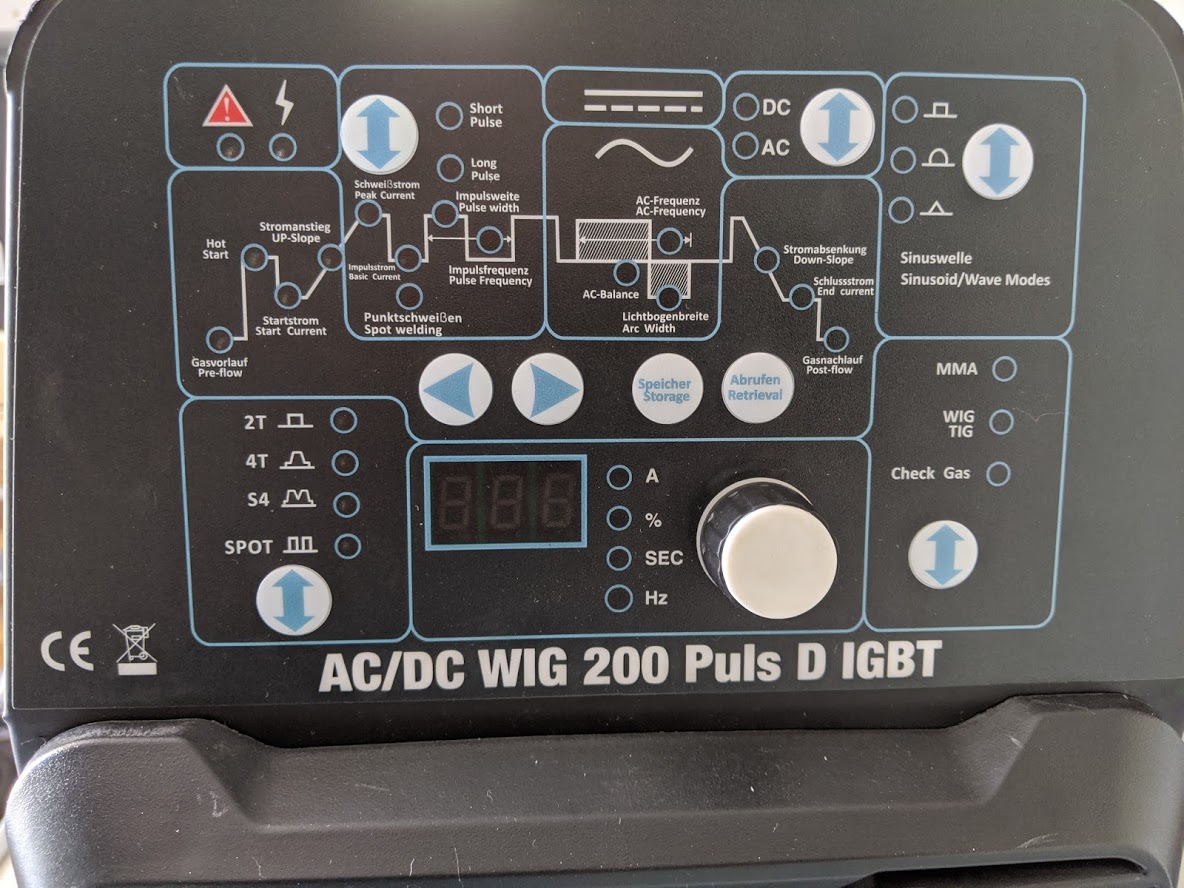 Short
Pulse
Long
Pulse
DC
AC
Schweißstrom
Peak Current
Impulsweite
Pulse width
AC-Frequenz
AC-Frequency
Hot
Start
Stromanstieg
UP-Slope
Impulsstrom
Basic Current
Impulsfrequenz
Pulse Frequency
Stromabsenkung
Down-Slope
Sinuswelle
Sinusoid/Wave Modes
AC-Balance
Schlussstrom
End current
Startstrom
Start Current
Punktschweißen
Spot welding
Lichtbogenbreite
Arc Width
Gasvorlauf
Pre-flow
Gasnachlauf
Post-flow
Speicher
Storage
Abrufen
Retrieval
MMA
WIG
TIG
Check Gas
2T
4T
S4
SPOT
A
%
SEC
Hz
CE
AC/DC WIG 200 Puls D IGBT